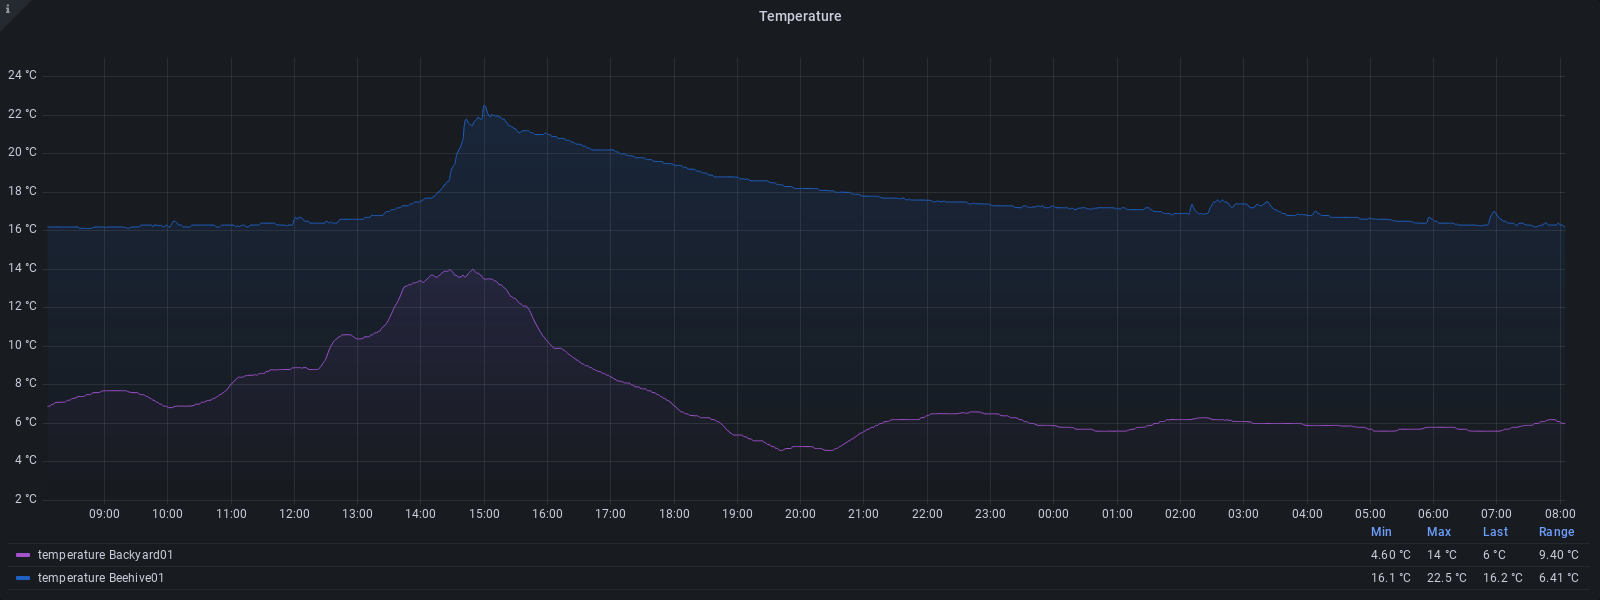 i
Temperature
24 °C
22 °C
20 °C
18 °C
16 °C
14 °C
12 °C
10 °C
8 °C
6 °C
4 °C
2 °C
09:00 10:00 11:00 12:00 13:00 14:00 15:00 16:00 17:00 18:00 19:00 20:00 21:00 22:00 23:00 00:00 01:00 02:00 03:00 04:00 05:00 06:00 07:00 08:00
Min Max Last Range
temperature Backyard01 4.60 °C 14 °C 6 °C 9.40 °C
temperature Beehive01 16.1 °C 22.5 °C 16.2 °C 6.41 °C